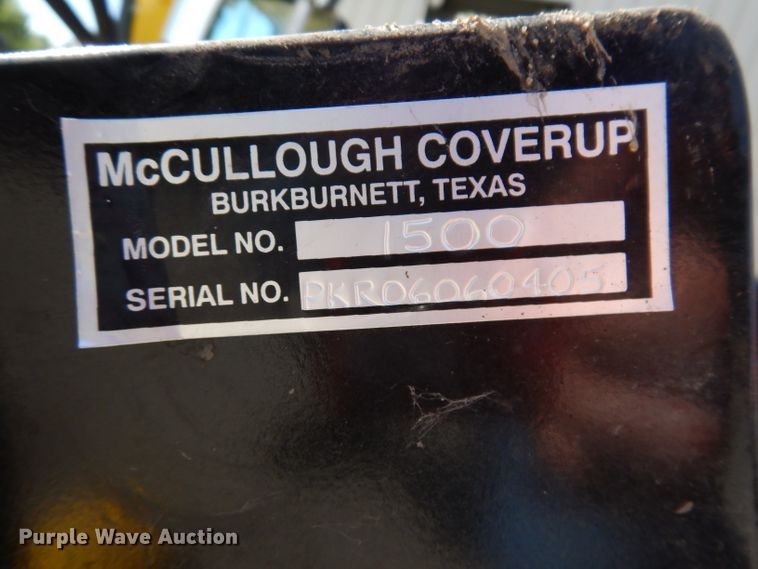 McCULLOUGH COVERUP
BURKBURNETT, TEXAS
MODEL NO. 1500
SERIAL NO. PKR06060405
Purple Wave Auction